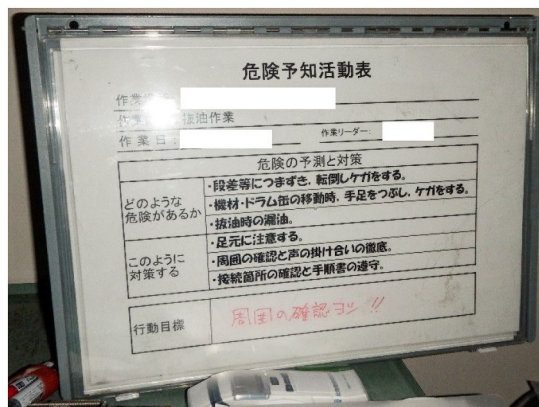 危険予知活動表
作業
作業 抜油作業
作業日:
作業リーダー:
危険の予測と対策
どのような
危険があるか
・段差等につまずき、転倒しケガをする。
・機材・ドラム缶の移動時、手足をつぶし、ケガをする。
・抜油時の漏油。
このように
対策する
・足元に注意する。
・周囲の確認と声の掛け合いの徹底。
・接続箇所の確認と手順書の遵守。
行動目標
周囲の確認ヨシ!!